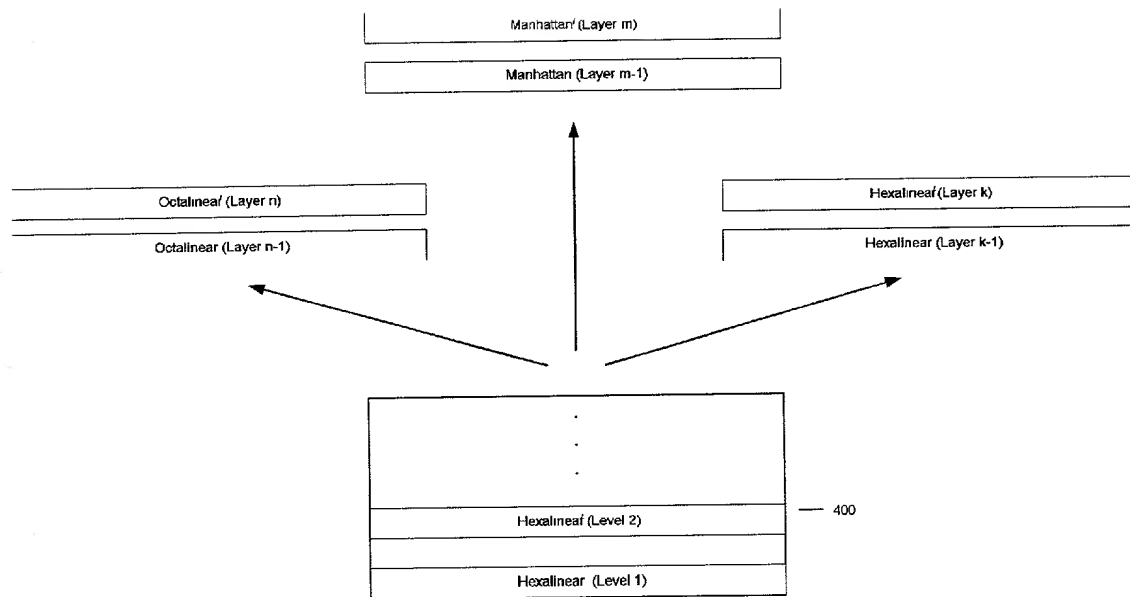 Manhattan' (Layer m)
Manhattan (Layer m-1)
Octalinear' (Layer n)
Octalinear (Layer n-1)
Hexalinear' (Layer k)
Hexalinear (Layer k-1)
Hexalinear' (Level 2)
400
Hexalinear (Level 1)